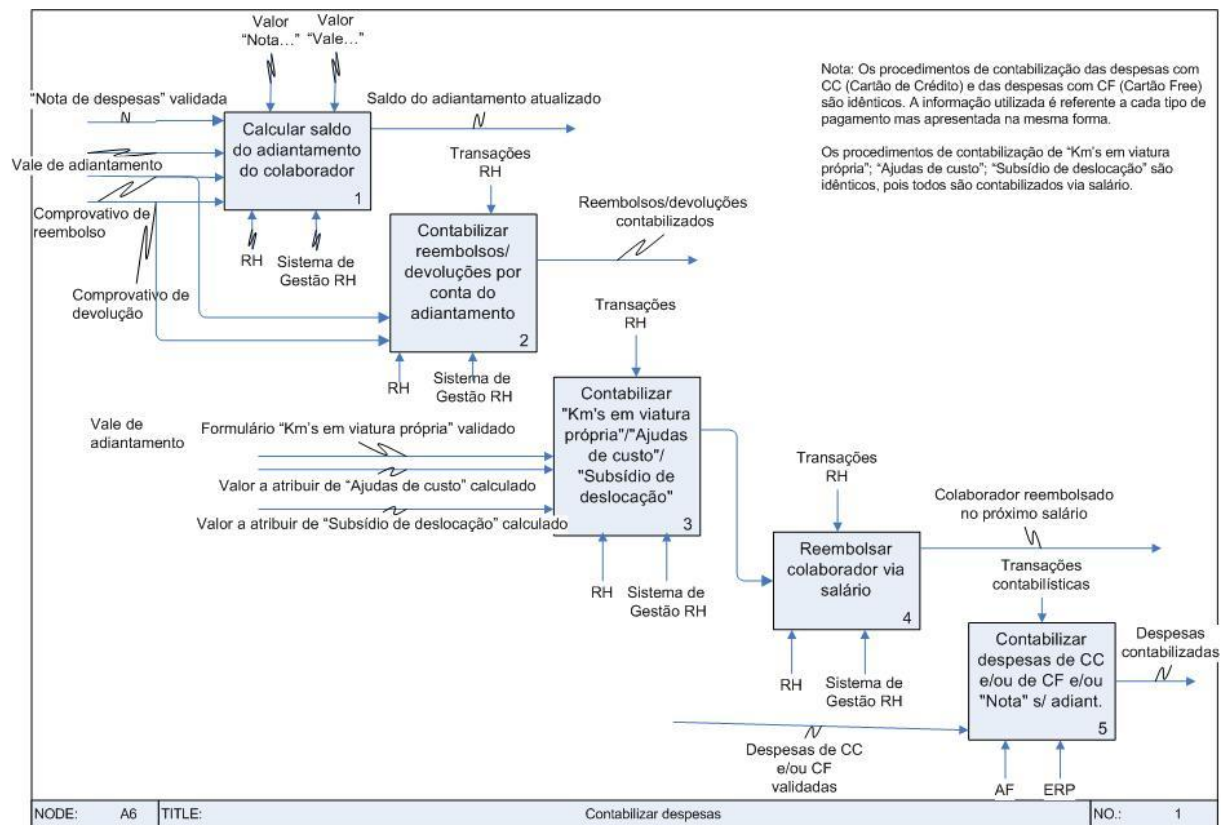 Valor
“Nota…”
Valor
“Vale…”
Nota: Os procedimentos de contabilização das despesas com
CC (Cartão de Crédito) e das despesas com CF (Cartão Free)
são idênticos. A informação utilizada é referente a cada tipo de
pagamento mas apresentada na mesma forma.
Os procedimentos de contabilização de “Km’s em viatura
própria”; “Ajudas de custo”; “Subsídio de deslocação” são
idênticos, pois todos são contabilizados via salário.
“Nota de despesas” validada
Vale de adiantamento
Comprovativo de
reembolso
Comprovativo de
devolução
Calcular saldo
do adiantamento
do colaborador
1
Saldo do adiantamento atualizado
RH
Sistema de
Gestão RH
Transações
RH
Contabilizar
reembolsos/
devoluções por
conta do
adiantamento
2
Reembolsos/devoluções
contabilizados
RH
Sistema de
Gestão RH
Transações
RH
Vale de
adiantamento
Formulário “Km’s em viatura própria” validado
Valor a atribuir de “Ajudas de custo” calculado
Valor a atribuir de “Subsídio de deslocação” calculado
Contabilizar
"Km's em viatura
própria"/"Ajudas
de custo"/
"Subsídio de
deslocação"
3
RH
Sistema de
Gestão RH
Transações
RH
Reembolsar
colaborador via
salário
4
Colaborador reembolsado
no próximo salário
RH
Sistema de
Gestão RH
Transações
contabilísticas
Contabilizar
despesas de CC
e/ou de CF e/ou
"Nota" s/ adiant.
5
Despesas
contabilizadas
Despesas de CC
e/ou CF
validadas
AF
ERP
NODE: A6 TITLE: Contabilizar despesas NO.: 1